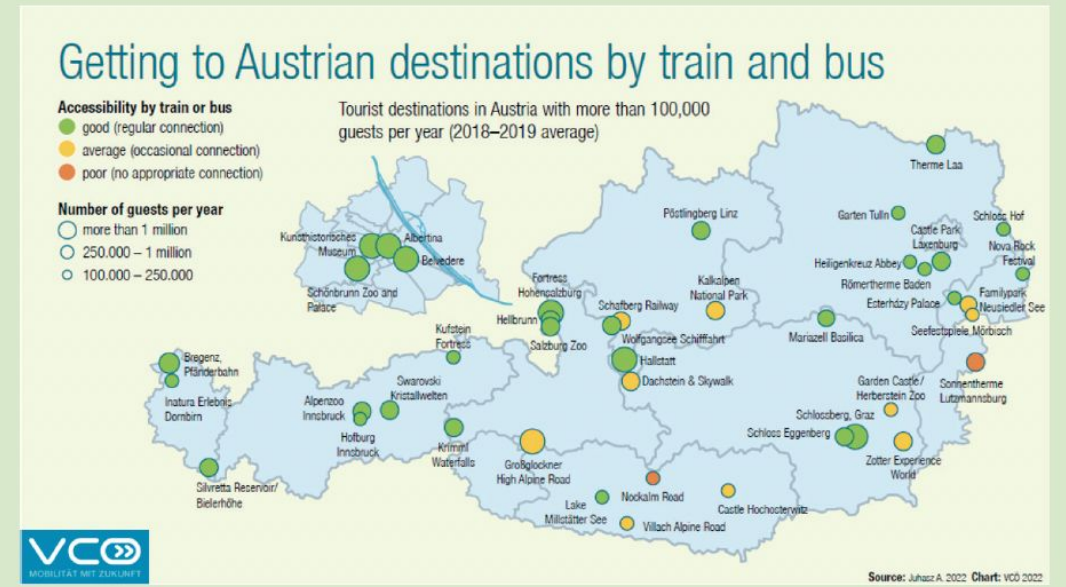 Getting to Austrian destinations by train and bus
Accessibility by train or bus
good (regular connection)
average (occasional connection)
poor (no appropriate connection)
Number of guests per year
more than 1 million
250.000 – 1 million
100.000 – 250.000
Tourist destinations in Austria with more than 100,000
guests per year (2018–2019 average)
Kunsthistorisches
Museum
Albertina
Belvedere
Schönbrunn Zoo and
Palace
Therme Laa
Pöstlingberg Linz
Garten Tulln
Schloss Hof
Castle Park
Laxenburg
Nova Rock
Festival
Heiligenkreuz Abbey
Römertherme Baden
Esterházy Palace
Familypark
Neusiedler See
Seefestspiele Mörbisch
Fortress
Hohensalzburg
Hellbrunn
Salzburg Zoo
Schafberg Railway
Wolfgangsee Schifffahrt
Kalkalpen
National Park
Mariazell Basilica
Hallstatt
Dachstein & Skywalk
Sonnentherme
Lutzmannsburg
Kufstein
Fortress
Bregenz,
Pfänderbahn
Inatura Erlebnis
Dornbirn
Silvretta Reservoir/
Bielerhöhe
Alpenzoo
Innsbruck
Swarovski
Kristallwelten
Hofburg
Innsbruck
Krimml
Waterfalls
Großglockner
High Alpine Road
Garden Castle/
Herberstein Zoo
Schlossberg, Graz
Schloss Eggenberg
Zotter Experience
World
Nockalm Road
Lake
Millstätter See
Villach Alpine Road
Castle Hochosterwitz
VCÖ
MOBILITÄT MIT ZUKUNFT
Source: Juhasz A. 2022 Chart: VCÖ 2022